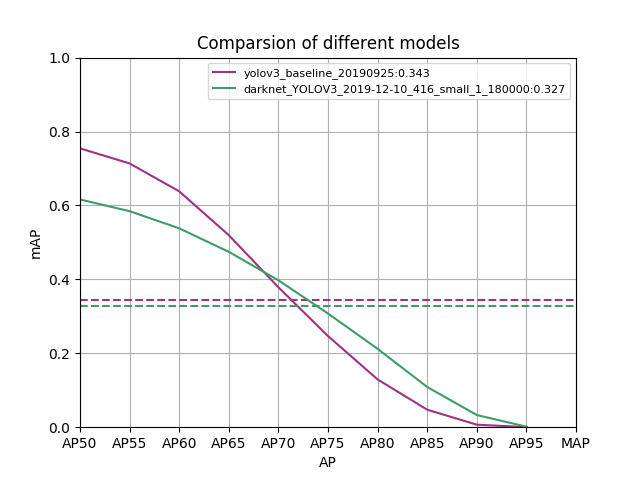 Comparsion of different models
yolov3_baseline_20190925:0.343
darknet_YOLOV3_2019-12-10_416_small_1_180000:0.327
1.0
0.8
0.6
0.4
0.2
0.0
mAP
AP50 AP55 AP60 AP65 AP70 AP75 AP80 AP85 AP90 AP95 MAP
AP